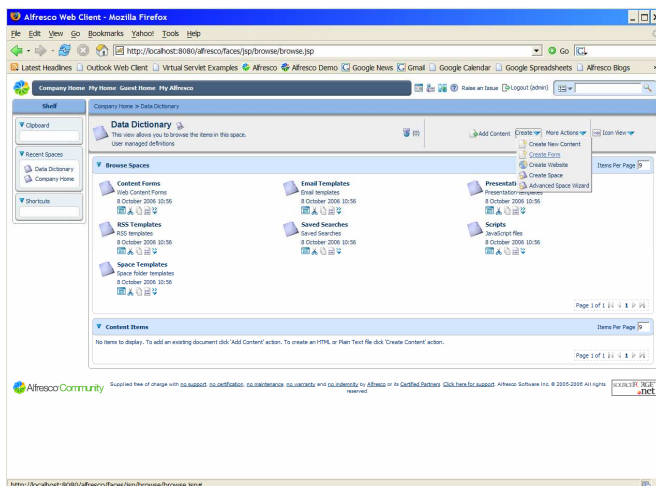 Alfresco Web Client - Mozilla Firefox
File Edit View Go Bookmarks Yahoo! Tools Help
http://localhost:8080/alfresco/faces/jsp/browse/browse.jsp
Go
Latest Headlines Outlook Web Client Virtual Servlet Examples Alfresco Alfresco Demo Google News Gmail Google Calendar Google Spreadsheets Alfresco Blogs
Company Home My Home Guest Home My Alfresco
Raise an Issue Logout (admin)
Shelf
Company Home > Data Dictionary
Clipboard
Recent Spaces
Data Dictionary
Company Home
Shortcuts
Data Dictionary
This view allows you to browse the items in this space.
User managed definitions
(0)
Add Content Create More Actions Icon View
Create New Content
Create Form
Create Website
Create Space
Advanced Space Wizard
Browse Spaces
Items Per Page 9
Content Forms
Web Content Forms
8 October 2006 10:56
Email Templates
Email templates
8 October 2006 10:56
Presentati
Presentation templates
8 October 2006 10:56
RSS Templates
RSS templates
8 October 2006 10:56
Saved Searches
Saved Searches
8 October 2006 10:56
Scripts
JavaScript files
8 October 2006 10:56
Space Templates
Space folder templates
8 October 2006 10:56
Page 1 of 1 1
Content Items
Items Per Page 9
No items to display. To add an existing document click 'Add Content' action. To create an HTML or Plain Text file click 'Create Content' action.
Page 1 of 1 1
Alfresco Community
Supplied free of charge with no support, no certification, no maintenance, no warranty and no indemnity by Alfresco or its Certified Partners. Click here for support. Alfresco Software Inc. © 2005-2006 All rights reserved.
SOURCEFORGE .net
http://localhost:8080/alfresco/faces/jsp/browse/browse.jsp#